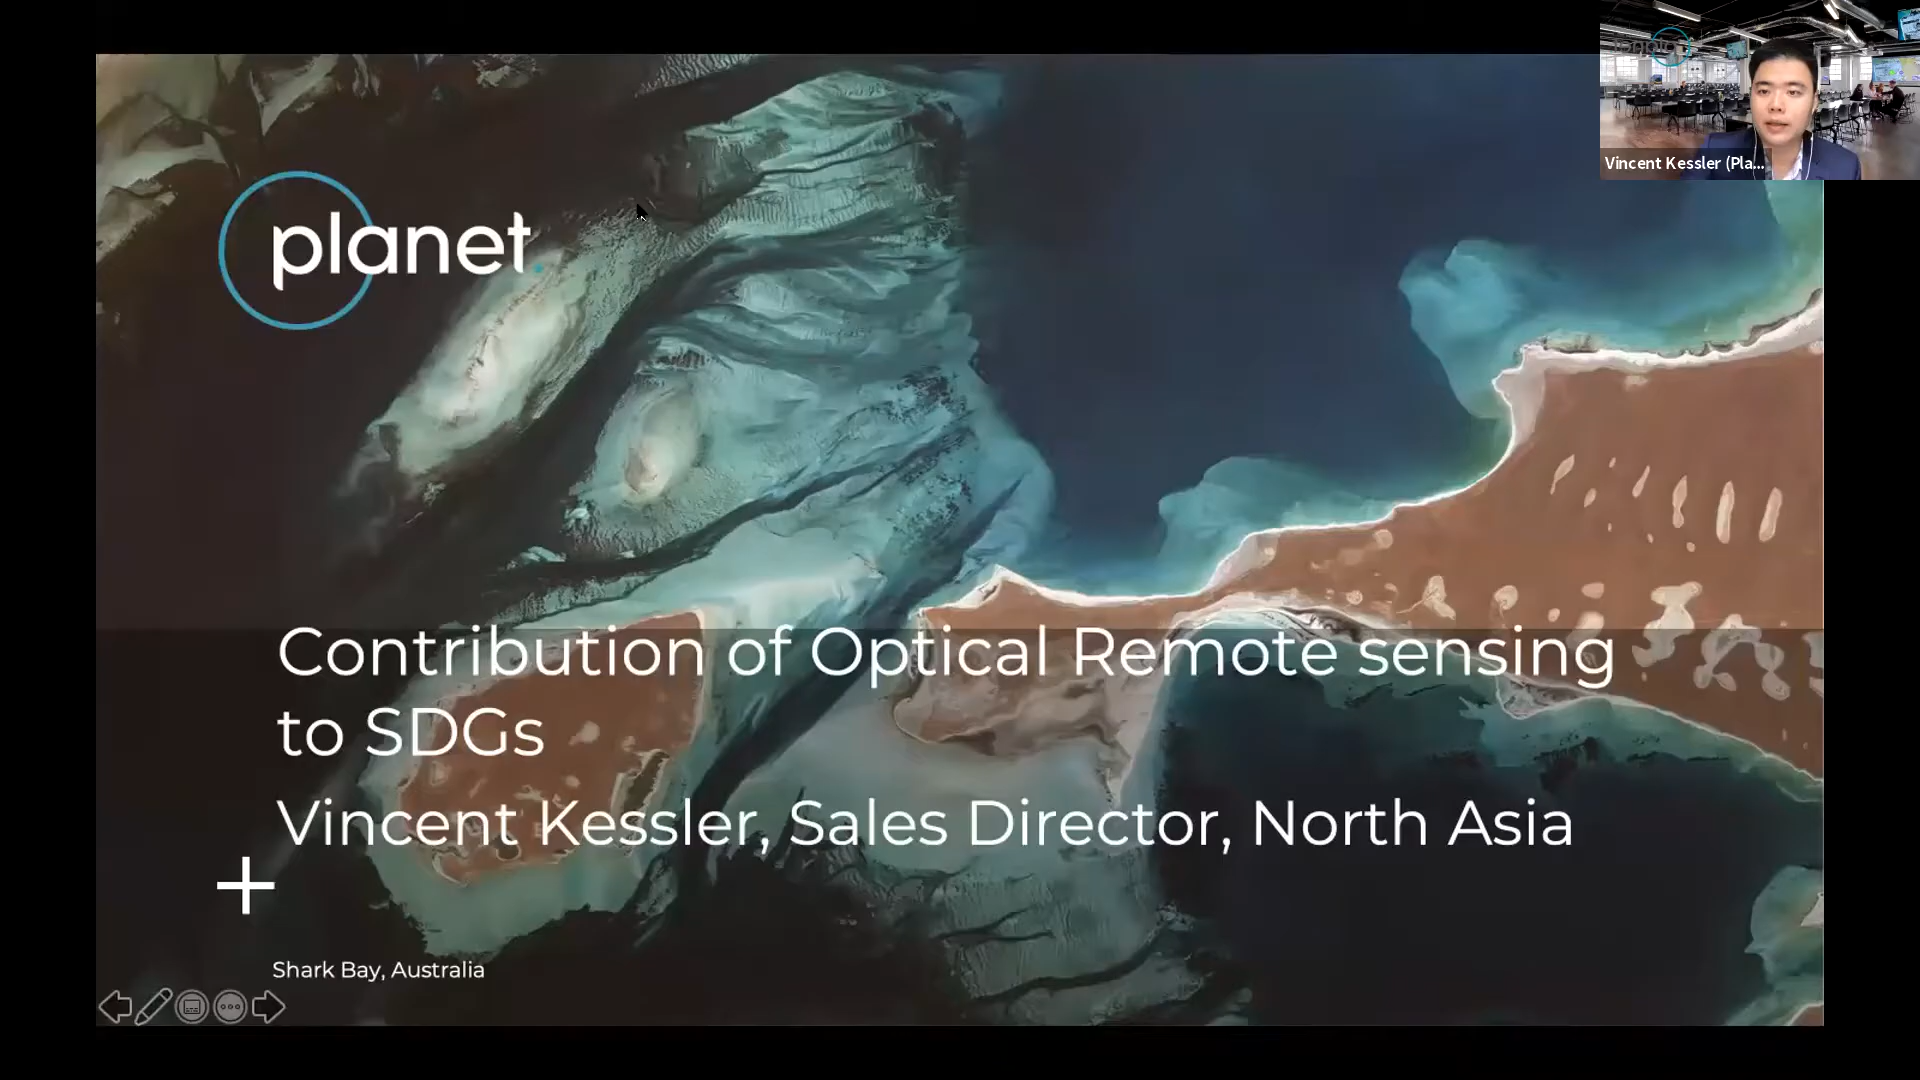 planet.
Vincent Kessler (Pla...
Contribution of Optical Remote sensing
to SDGs
Vincent Kessler, Sales Director, North Asia
Shark Bay, Australia